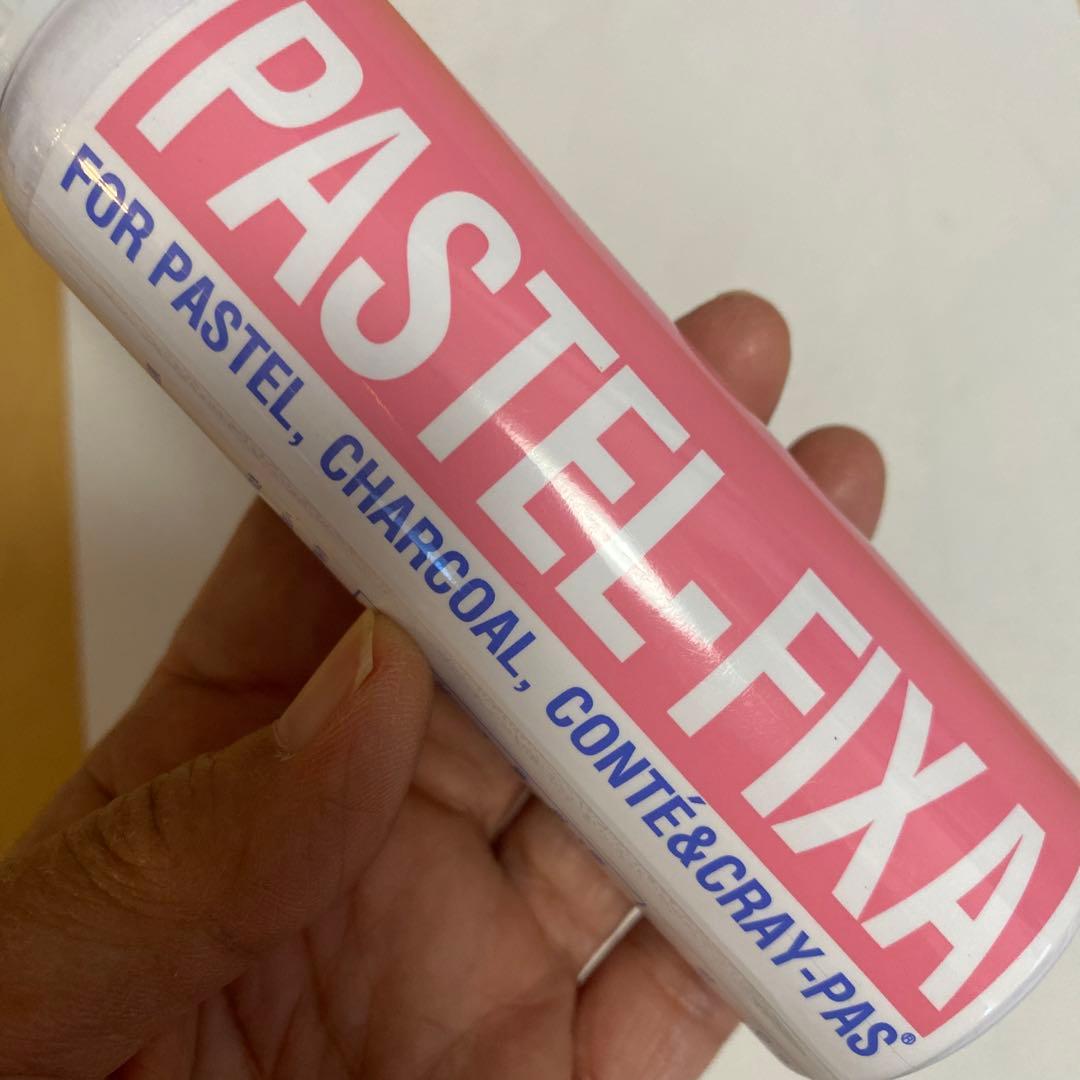 PASTEL-FIXA
FOR PASTEL, CHARCOAL, CONTÉ&CRAY-PAS®